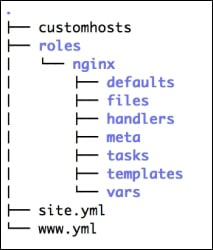 .
├── customhosts
├── roles
│   └── nginx
│       ├── defaults
│       ├── files
│       ├── handlers
│       ├── meta
│       ├── tasks
│       ├── templates
│       └── vars
├── site.yml
└── www.yml